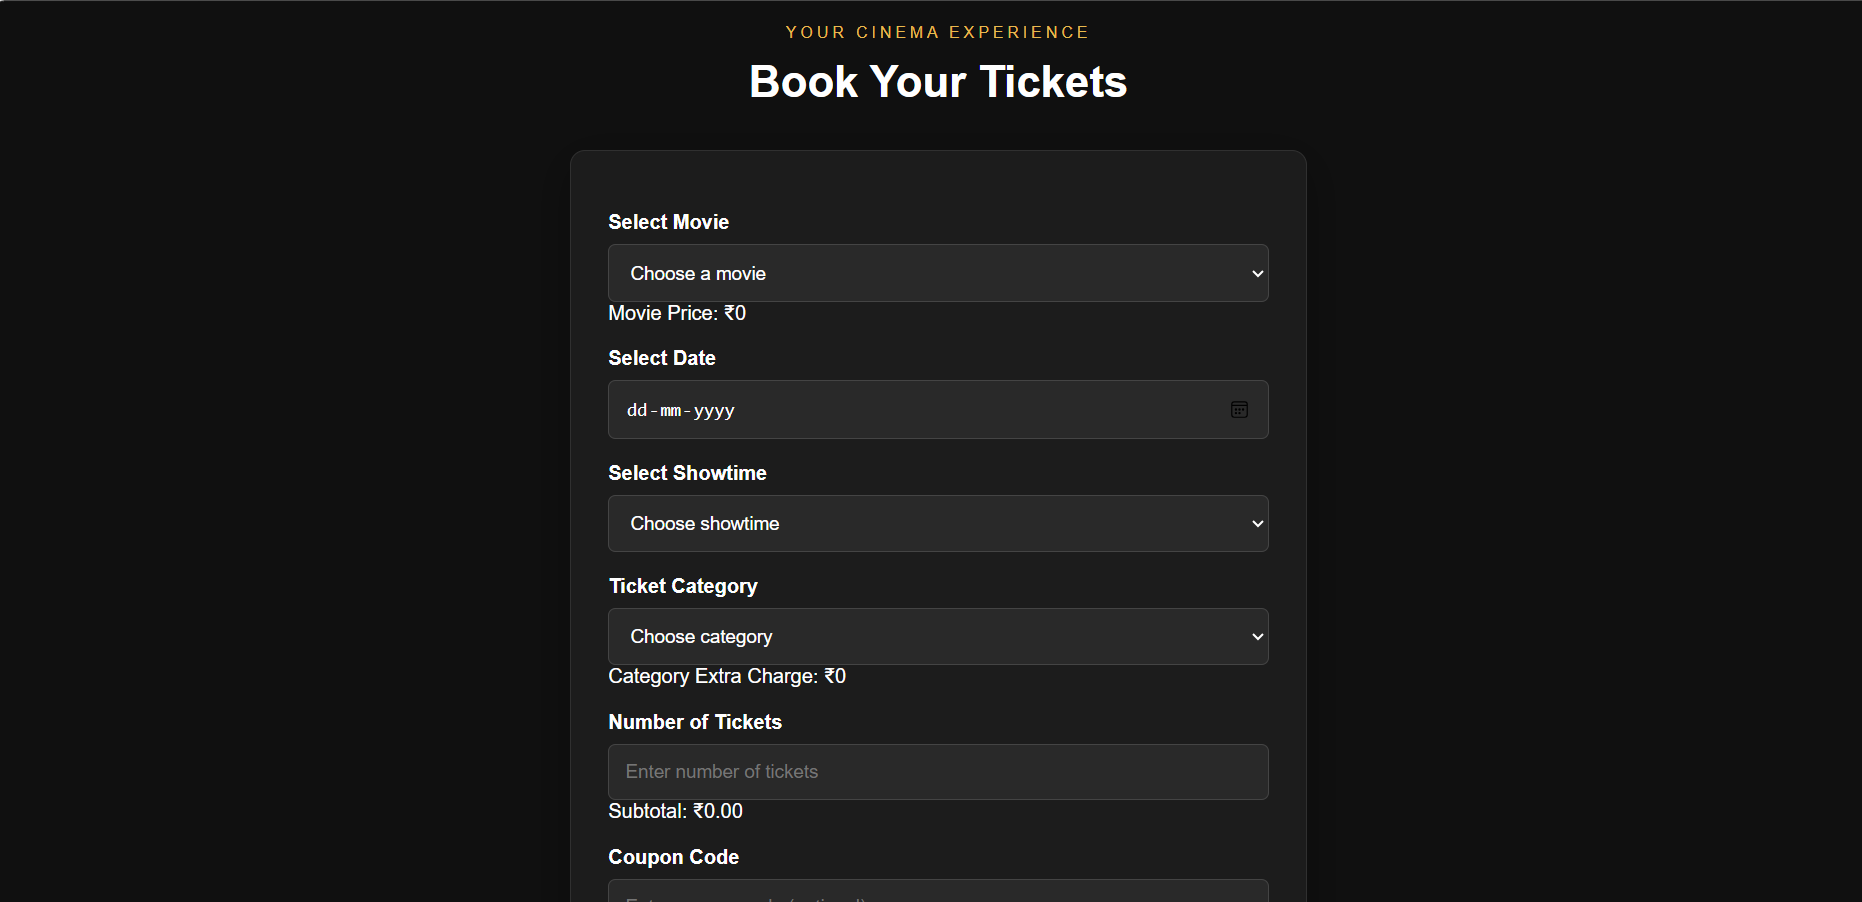 YOUR CINEMA EXPERIENCE
Book Your Tickets
Select Movie
Choose a movie
Movie Price: ₹0
Select Date
dd-mm-yyyy
Select Showtime
Choose showtime
Ticket Category
Choose category
Category Extra Charge: ₹0
Number of Tickets
Enter number of tickets
Subtotal: ₹0.00
Coupon Code